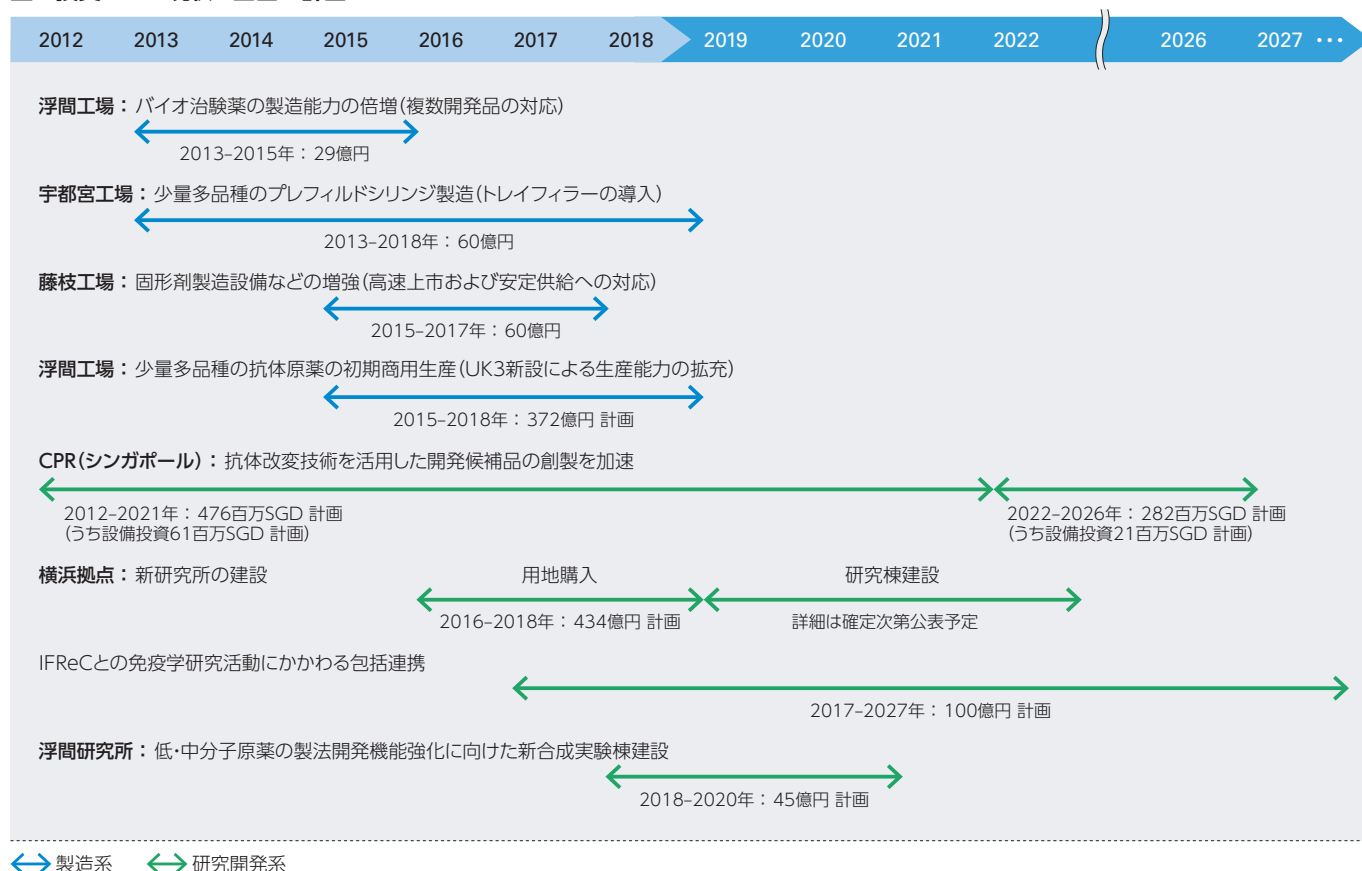 2012 2013 2014 2015 2016 2017 2018 2019 2020 2021 2022 2026 2027 ･･･
浮間工場：バイオ治験薬の製造能力の倍増(複数開発品の対応)
2013–2015年：29億円
宇都宮工場：少量多品種のプレフィルドシリンジ製造(トレイフィラーの導入)
2013–2018年：60億円
藤枝工場：固形剤製造設備などの増強(高速上市および安定供給への対応)
2015–2017年：60億円
浮間工場：少量多品種の抗体原薬の初期商用生産(UK3新設による生産能力の拡充)
2015–2018年：372億円 計画
CPR(シンガポール)：抗体改変技術を活用した開発候補品の創製を加速
2012–2021年：476百万SGD 計画 2022–2026年：282百万SGD 計画
(うち設備投資61百万SGD 計画) (うち設備投資21百万SGD 計画)
横浜拠点：新研究所の建設 用地購入 研究棟建設
2016–2018年：434億円 計画 詳細は確定次第公表予定
IFReCとの免疫学研究活動にかかわる包括連携
2017–2027年：100億円 計画
浮間研究所：低・中分子原薬の製法開発機能強化に向けた新合成実験棟建設
2018–2020年：45億円 計画
製造系 研究開発系